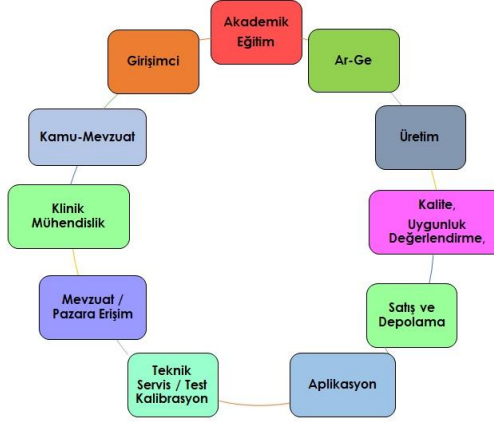 Akademik
Eğitim
Ar-Ge
Üretim
Kalite,
Uygunluk
Değerlendirme,
Satış ve
Depolama
Aplikasyon
Teknik
Servis / Test
Kalibrasyon
Mevzuat /
Pazara Erişim
Klinik
Mühendislik
Kamu-Mevzuat
Girişimci